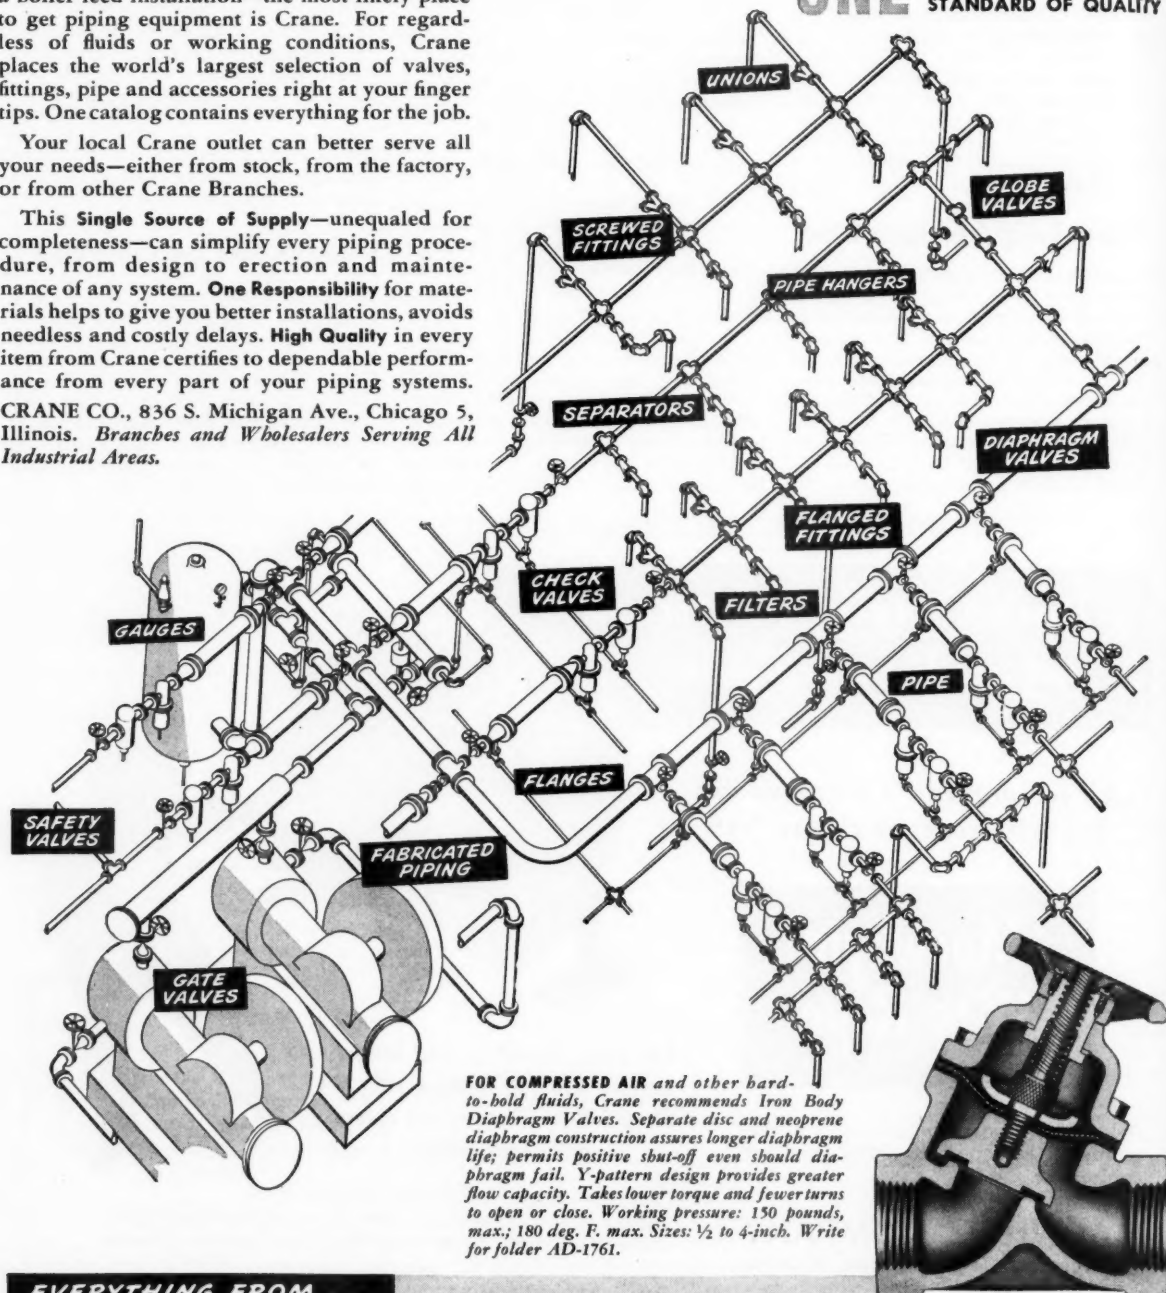 ONE STANDARD OF QUALITY
to get piping equipment is Crane. For regard-
less of fluids or working conditions, Crane
places the world's largest selection of valves,
fittings, pipe and accessories right at your finger
tips. One catalog contains everything for the job.
Your local Crane outlet can better serve all
your needs—either from stock, from the factory,
or from other Crane Branches.
This Single Source of Supply—unequaled for
completeness—can simplify every piping proce-
dure, from design to erection and mainte-
nance of any system. One Responsibility for mate-
rials helps to give you better installations, avoids
needless and costly delays. High Quality in every
item from Crane certifies to dependable perform-
ance from every part of your piping systems.
CRANE CO., 836 S. Michigan Ave., Chicago 5,
Illinois. Branches and Wholesalers Serving All
Industrial Areas.
UNIONS
GLOBE
VALVES
SCREWED
FITTINGS
PIPE HANGERS
SEPARATORS
DIAPHRAGM
VALVES
FLANGED
FITTINGS
CHECK
VALVES
FILTERS
GAUGES
PIPE
FLANGES
SAFETY
VALVES
FABRICATED
PIPING
GATE
VALVES
FOR COMPRESSED AIR and other hard-
to-hold fluids, Crane recommends Iron Body
Diaphragm Valves. Separate disc and neoprene
diaphragm construction assures longer diaphragm
life; permits positive shut-off even should dia-
phragm fail. Y-pattern design provides greater
flow capacity. Takes lower torque and fewer turns
to open or close. Working pressure: 150 pounds,
max.; 180 deg. F. max. Sizes: ½ to 4-inch. Write
for folder AD-1761.
EVERYTHING FROM